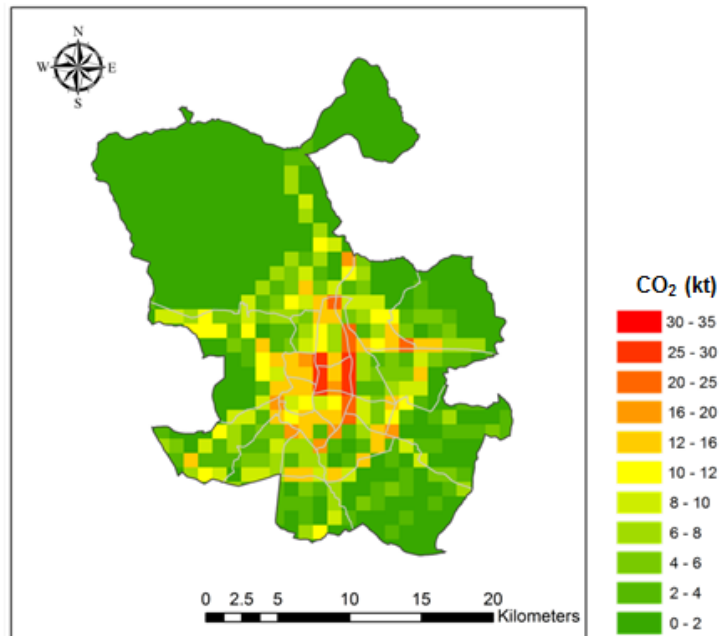 N
W E
S
CO₂ (kt)
30 - 35
25 - 30
20 - 25
16 - 20
12 - 16
10 - 12
8 - 10
6 - 8
4 - 6
2 - 4
0 - 2
0 2.5 5 10 15 20
Kilometers